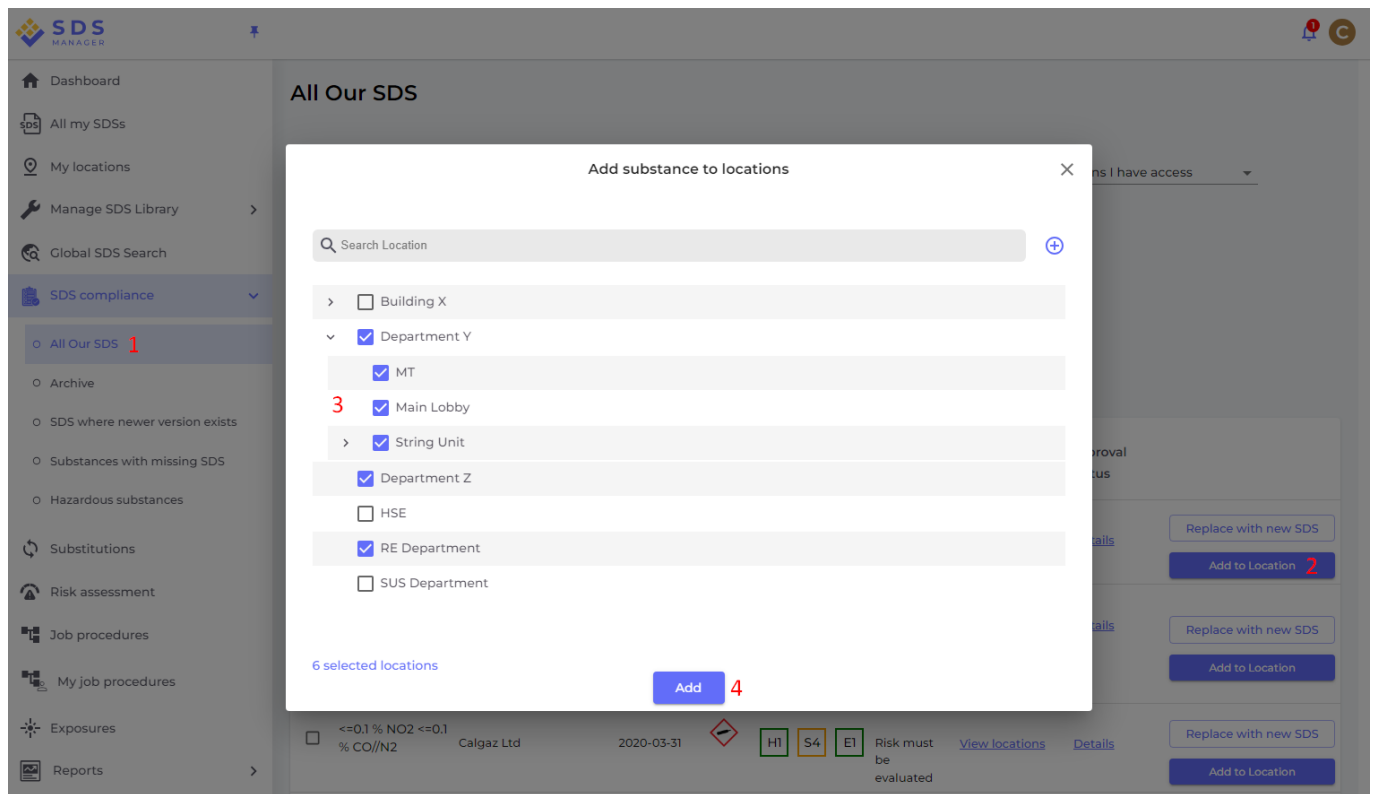 SDS
MANAGER
1
C
Dashboard
All my SDSs
My locations
Manage SDS Library
Global SDS Search
SDS compliance
All Our SDS 1
Archive
SDS where newer version exists
Substances with missing SDS
Hazardous substances
Substitutions
Risk assessment
Job procedures
My job procedures
Exposures
Reports
All Our SDS
ns I have access
Add substance to locations
Search Location
Building X
Department Y
MT
3 Main Lobby
String Unit
Department Z
HSE
RE Department
SUS Department
6 selected locations
Add 4
proval
tus
tails
Replace with new SDS
Add to Location 2
tails
Replace with new SDS
Add to Location
<=0.1 % NO2 <=0.1
% CO//N2
Calgaz Ltd
2020-03-31
H1 S4 E1
Risk must
be
evaluated
View locations
Details
Replace with new SDS
Add to Location